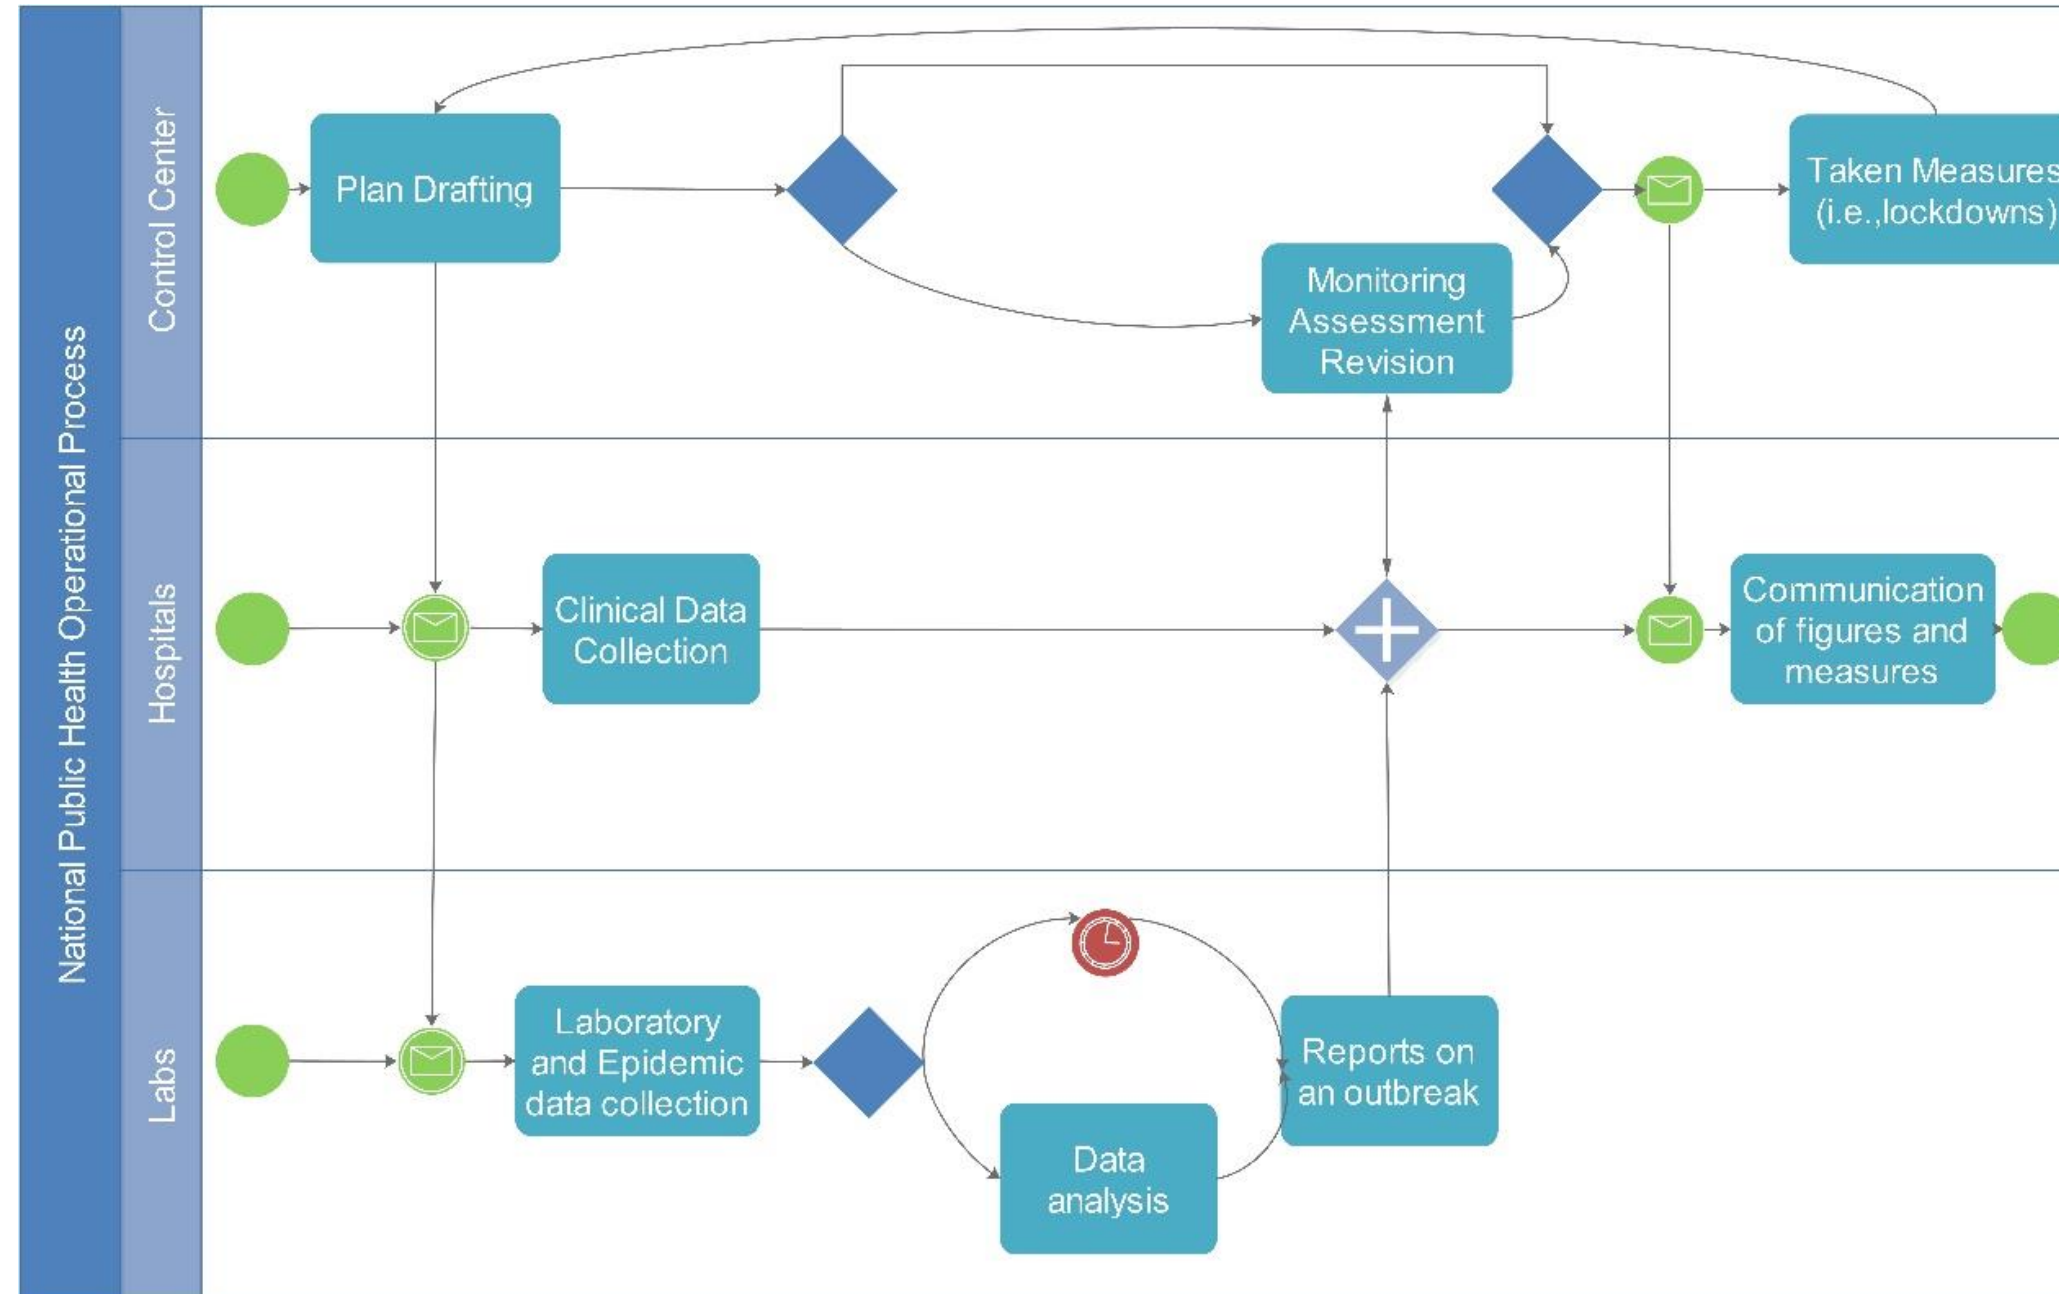 National Public Health Operational Process
Control Center
Plan Drafting
Monitoring
Assessment
Revision
Taken Measures
(i.e.,lockdowns)
Hospitals
Clinical Data
Collection
Communication
of figures and
measures
Labs
Laboratory
and Epidemic
data collection
Data
analysis
Reports on
an outbreak